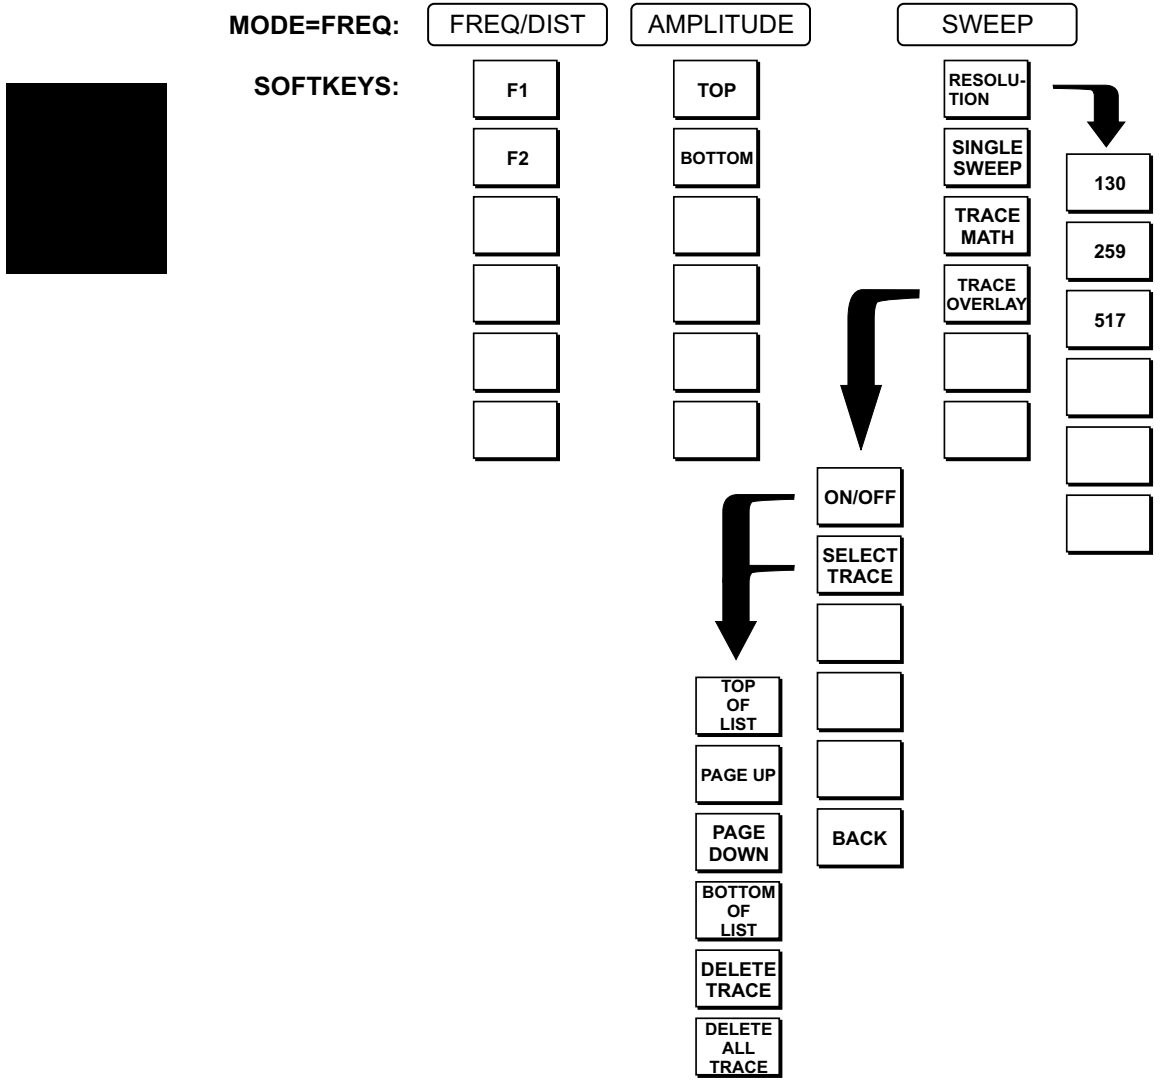 MODE=FREQ: FREQ/DIST AMPLITUDE SWEEP
SOFTKEYS:
F1
F2
TOP
BOTTOM
RESOLU-
TION
SINGLE
SWEEP
TRACE
MATH
TRACE
OVERLAY
130
259
517
ON/OFF
SELECT
TRACE
BACK
TOP
OF
LIST
PAGE UP
PAGE
DOWN
BOTTOM
OF
LIST
DELETE
TRACE
DELETE
ALL
TRACE